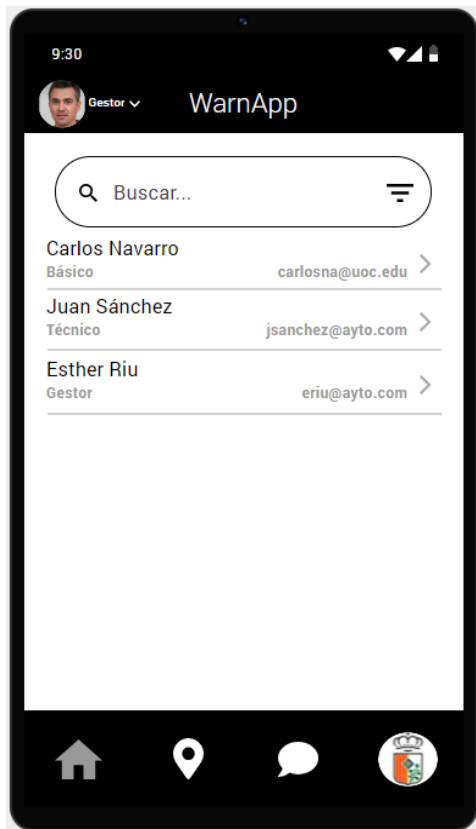 9:30
Gestor
WarnApp
Buscar...
Carlos Navarro
Básico
carlosna@uoc.edu
Juan Sánchez
Técnico
jsanchez@ayto.com
Esther Riu
Gestor
eriu@ayto.com